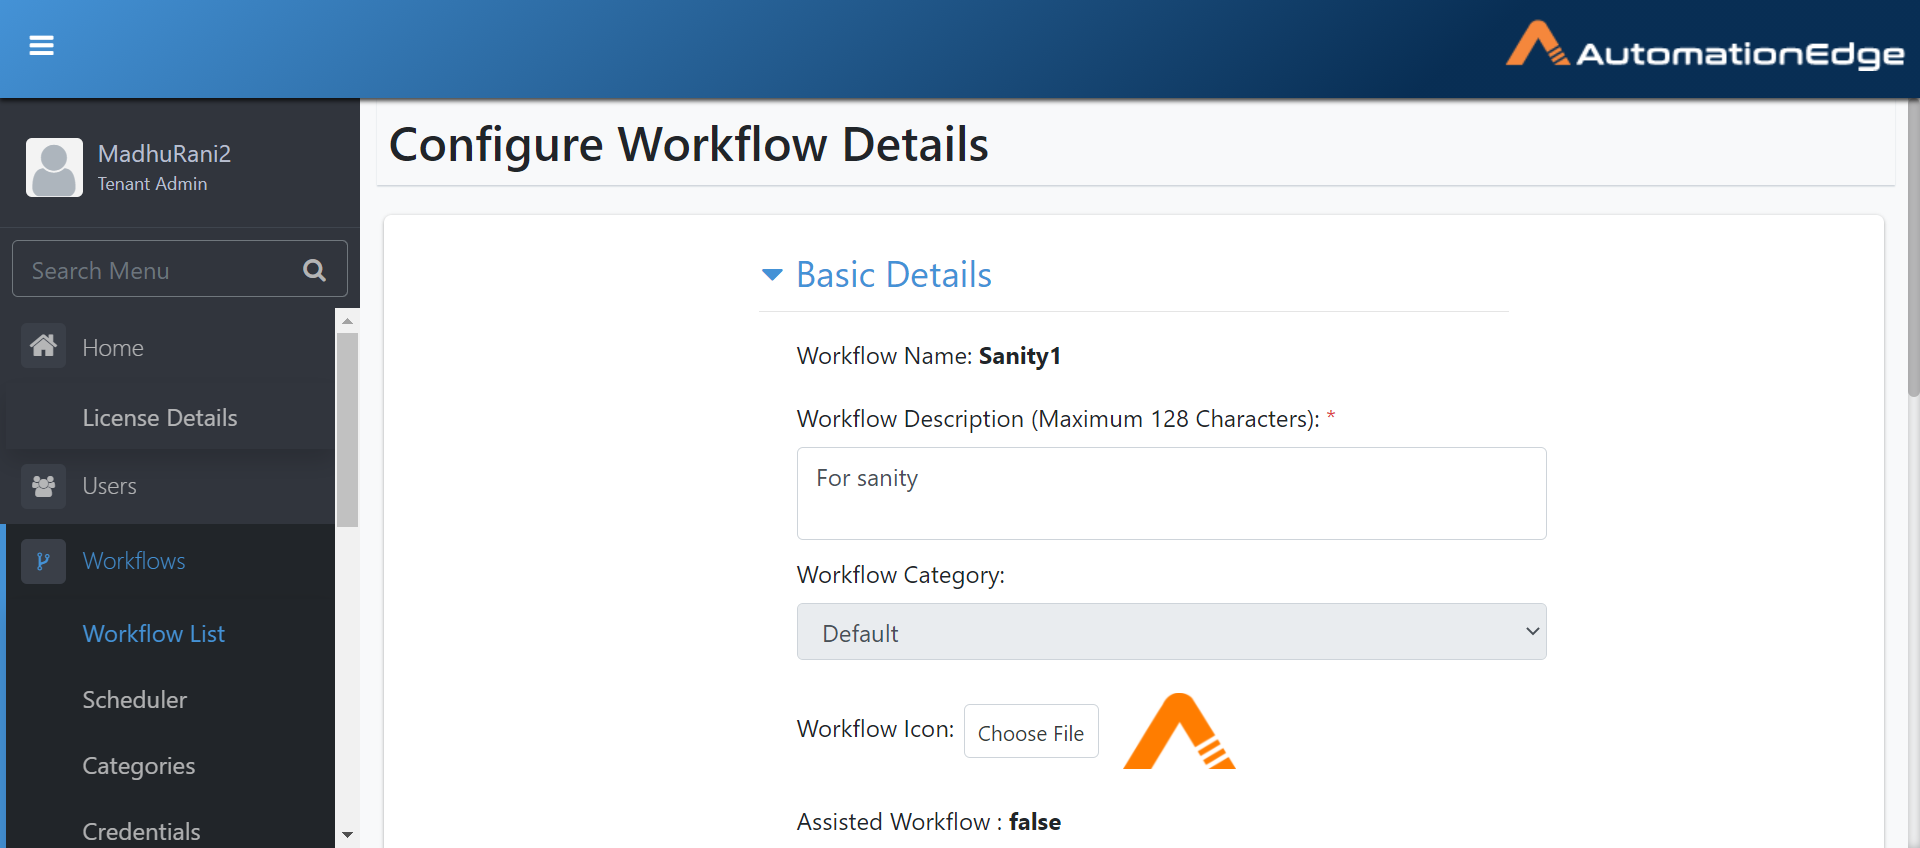 AutomationEdge
MadhuRani2
Tenant Admin
Search Menu
Home
License Details
Users
Workflows
Workflow List
Scheduler
Categories
Credentials
Configure Workflow Details
Basic Details
Workflow Name: Sanity1
Workflow Description (Maximum 128 Characters): *
For sanity
Workflow Category:
Default
Workflow Icon: Choose File
Assisted Workflow : false